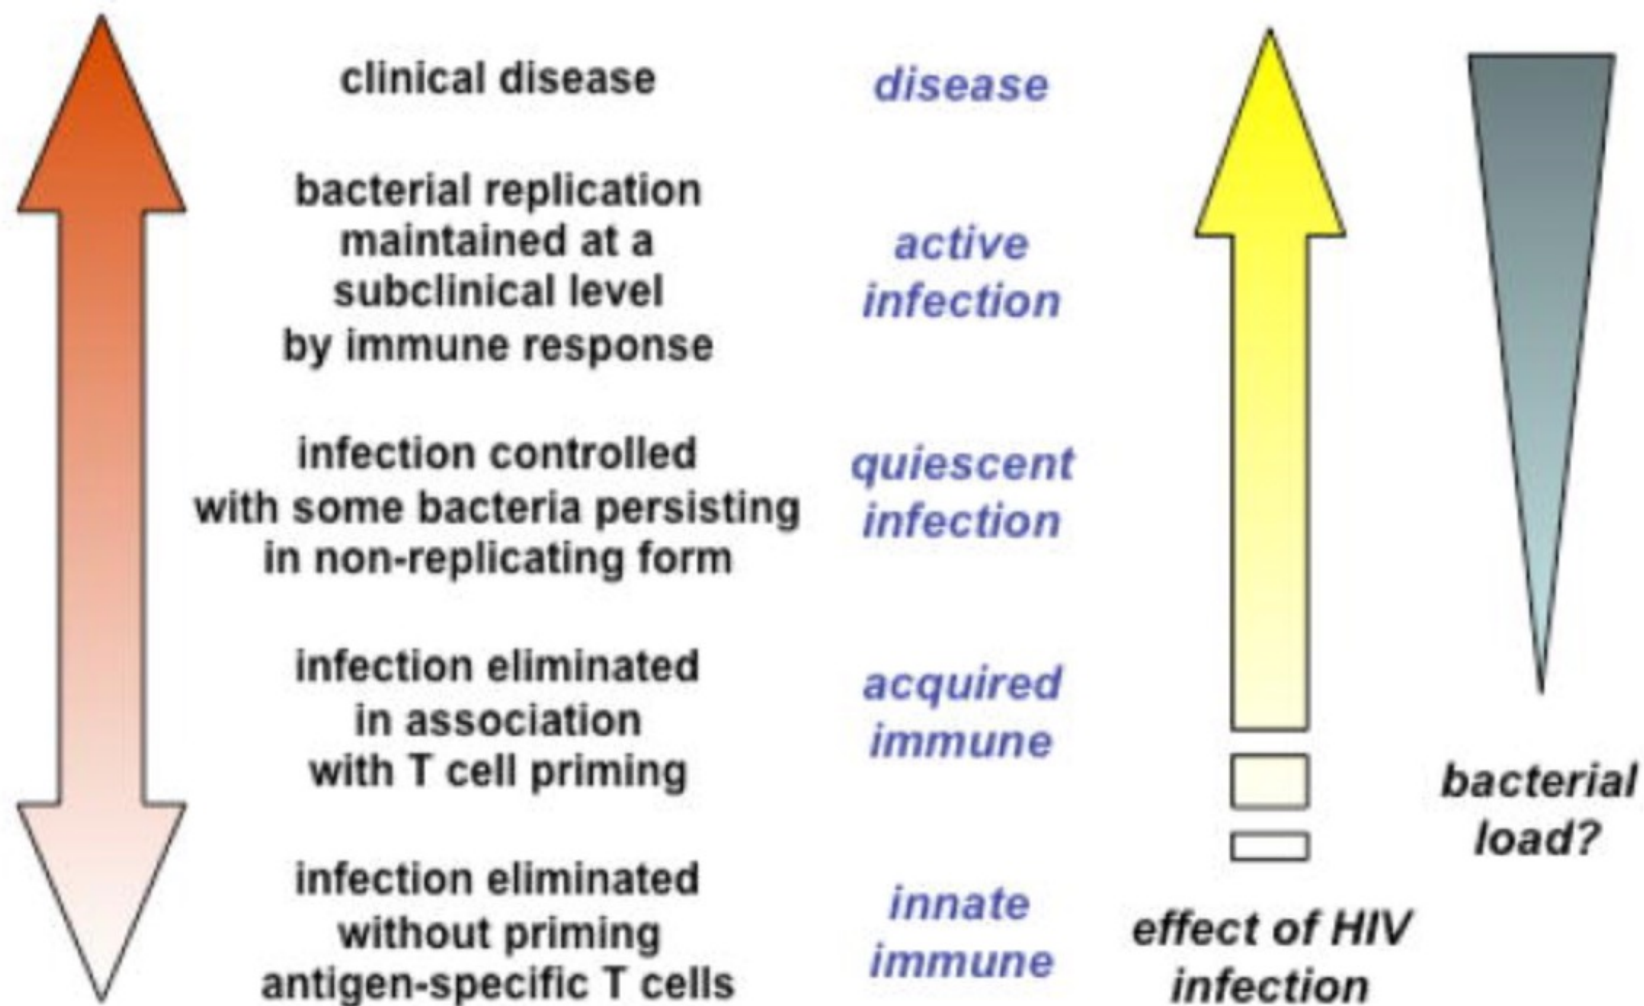 clinical disease
disease
bacterial replication
maintained at a
subclinical level
by immune response
active
infection
infection controlled
with some bacteria persisting
in non-replicating form
quiescent
infection
infection eliminated
in association
with T cell priming
acquired
immune
infection eliminated
without priming
antigen-specific T cells
innate
immune
effect of HIV
infection
bacterial
load?